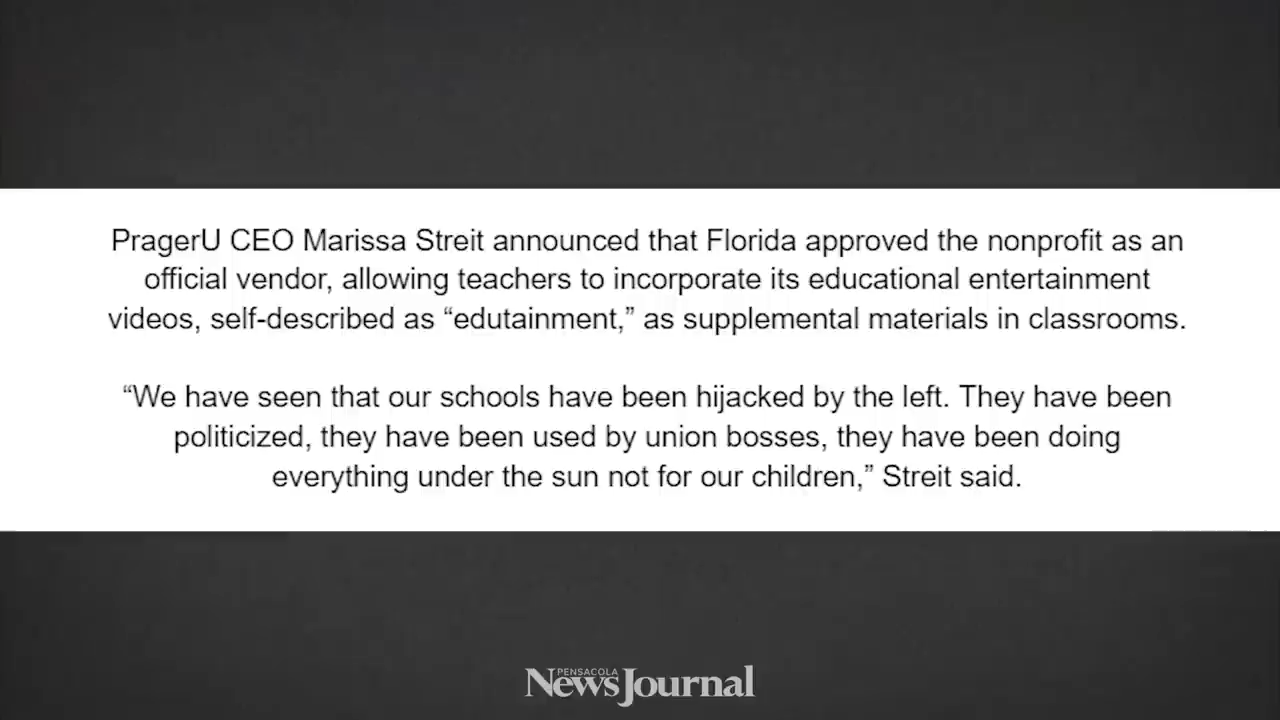 PragerU CEO Marissa Streit announced that Florida approved the nonprofit as an
official vendor, allowing teachers to incorporate its educational entertainment
videos, self-described as “edutainment,” as supplemental materials in classrooms.
“We have seen that our schools have been hijacked by the left. They have been
politicized, they have been used by union bosses, they have been doing
everything under the sun not for our children,” Streit said.
PENSACOLA
News Journal